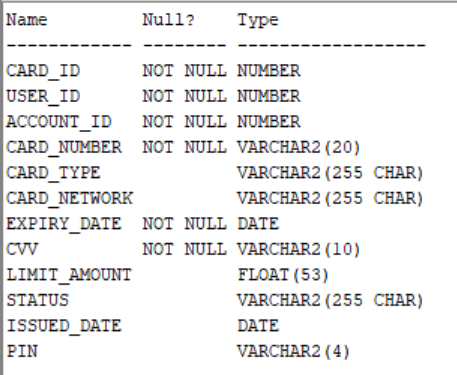 Name         Null?    Type
------------ -------- ------------------
CARD_ID      NOT NULL NUMBER
USER_ID      NOT NULL NUMBER
ACCOUNT_ID   NOT NULL NUMBER
CARD_NUMBER  NOT NULL VARCHAR2(20)
CARD_TYPE             VARCHAR2(255 CHAR)
CARD_NETWORK          VARCHAR2(255 CHAR)
EXPIRY_DATE  NOT NULL DATE
CVV          NOT NULL VARCHAR2(10)
LIMIT_AMOUNT          FLOAT(53)
STATUS                VARCHAR2(255 CHAR)
ISSUED_DATE           DATE
PIN                   VARCHAR2(4)